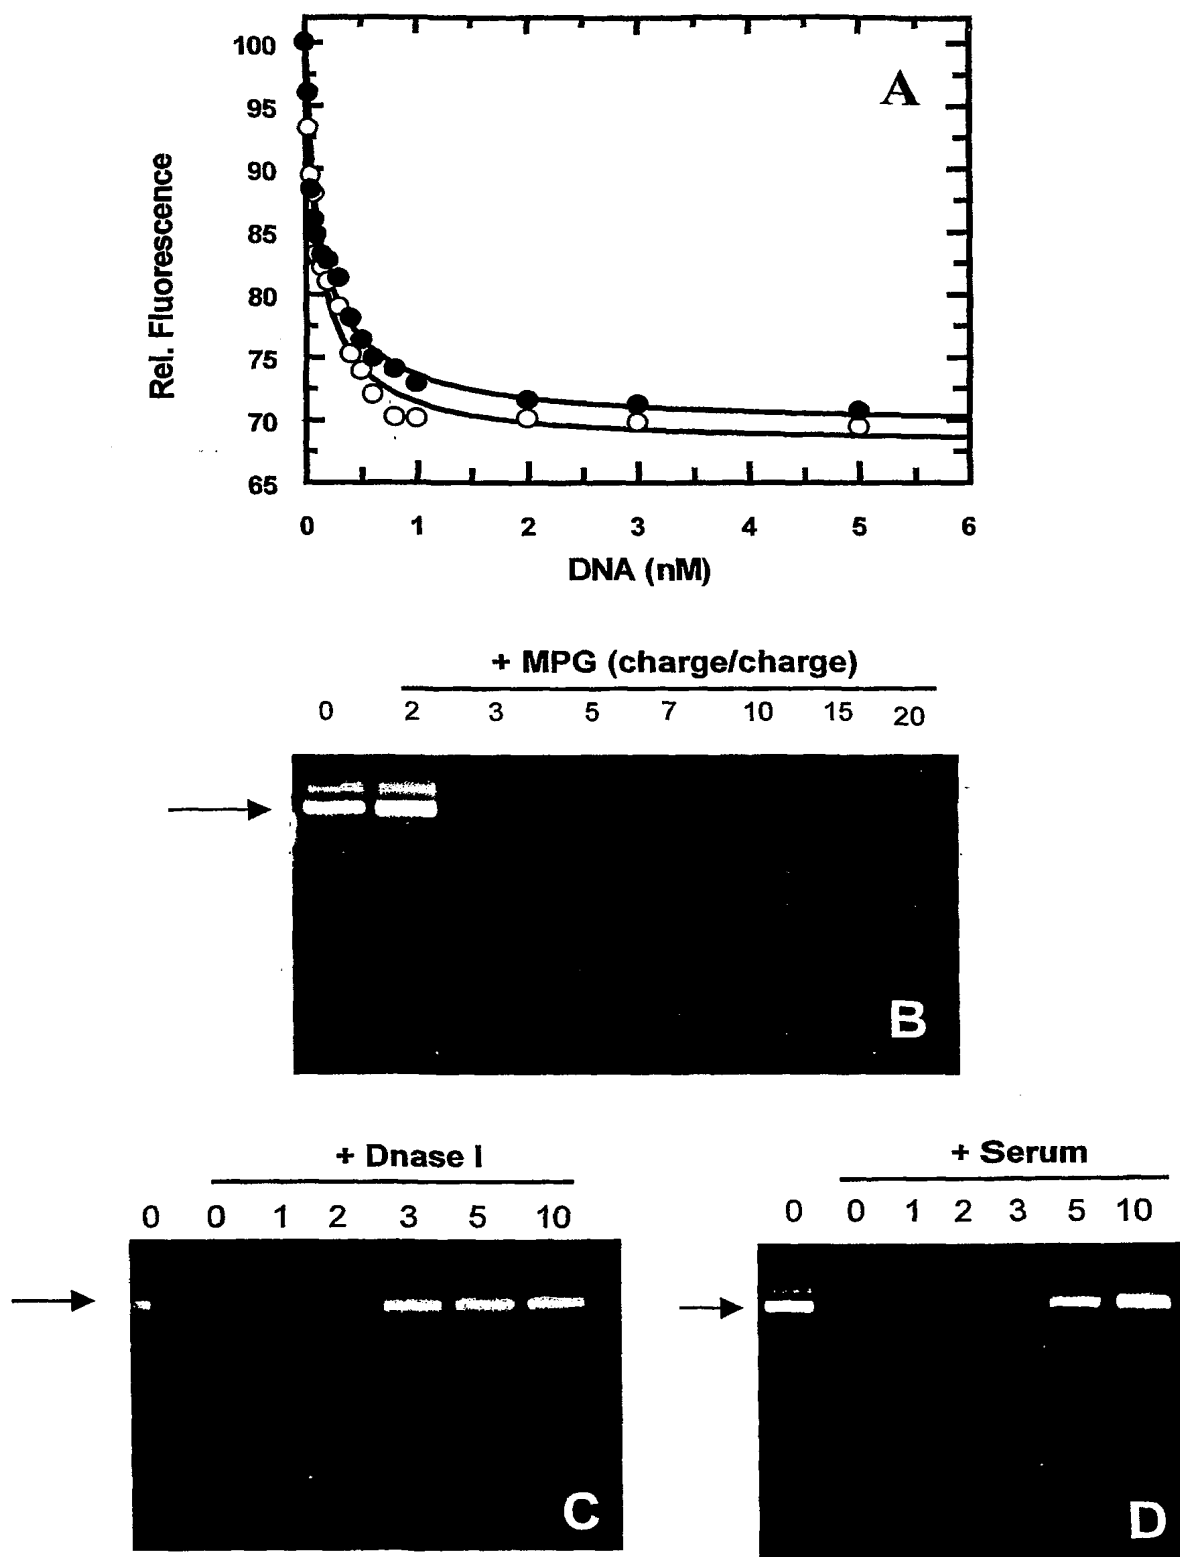 A
Rel. Fluorescence
100
95
90
85
80
75
70
65
0 1 2 3 4 5 6
DNA (nM)
+ MPG (charge/charge)
0 2 3 5 7 10 15 20
B
+ Dnase I
0 0 1 2 3 5 10
C
+ Serum
0 0 1 2 3 5 10
D